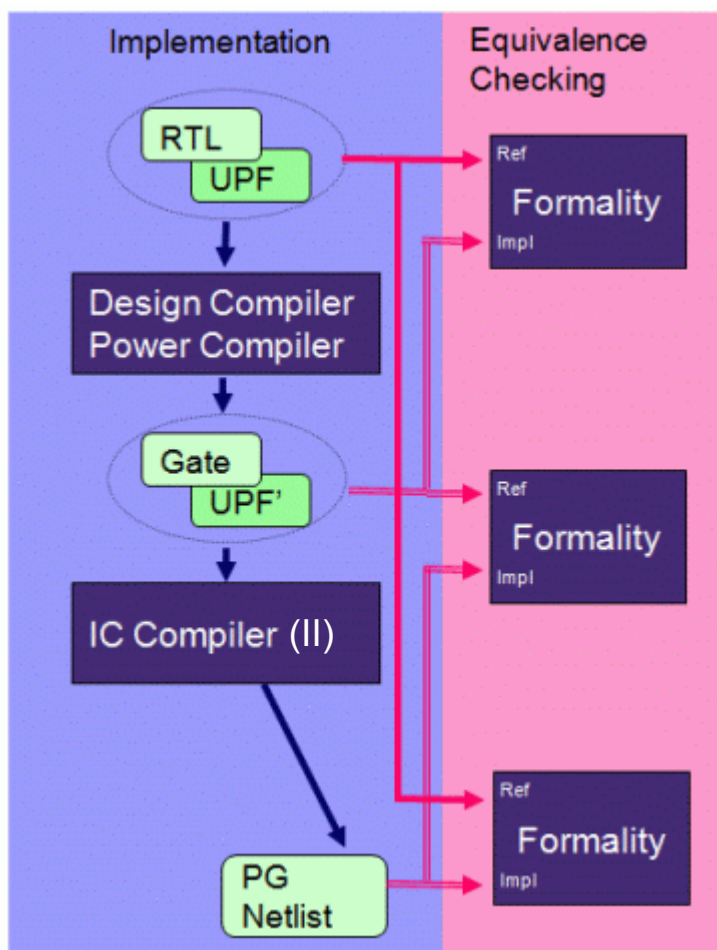 Implementation
Equivalence
Checking
RTL
UPF
Ref
Formality
Impl
Design Compiler
Power Compiler
Gate
UPF’
Ref
Formality
Impl
IC Compiler (II)
Ref
Formality
Impl
PG
Netlist